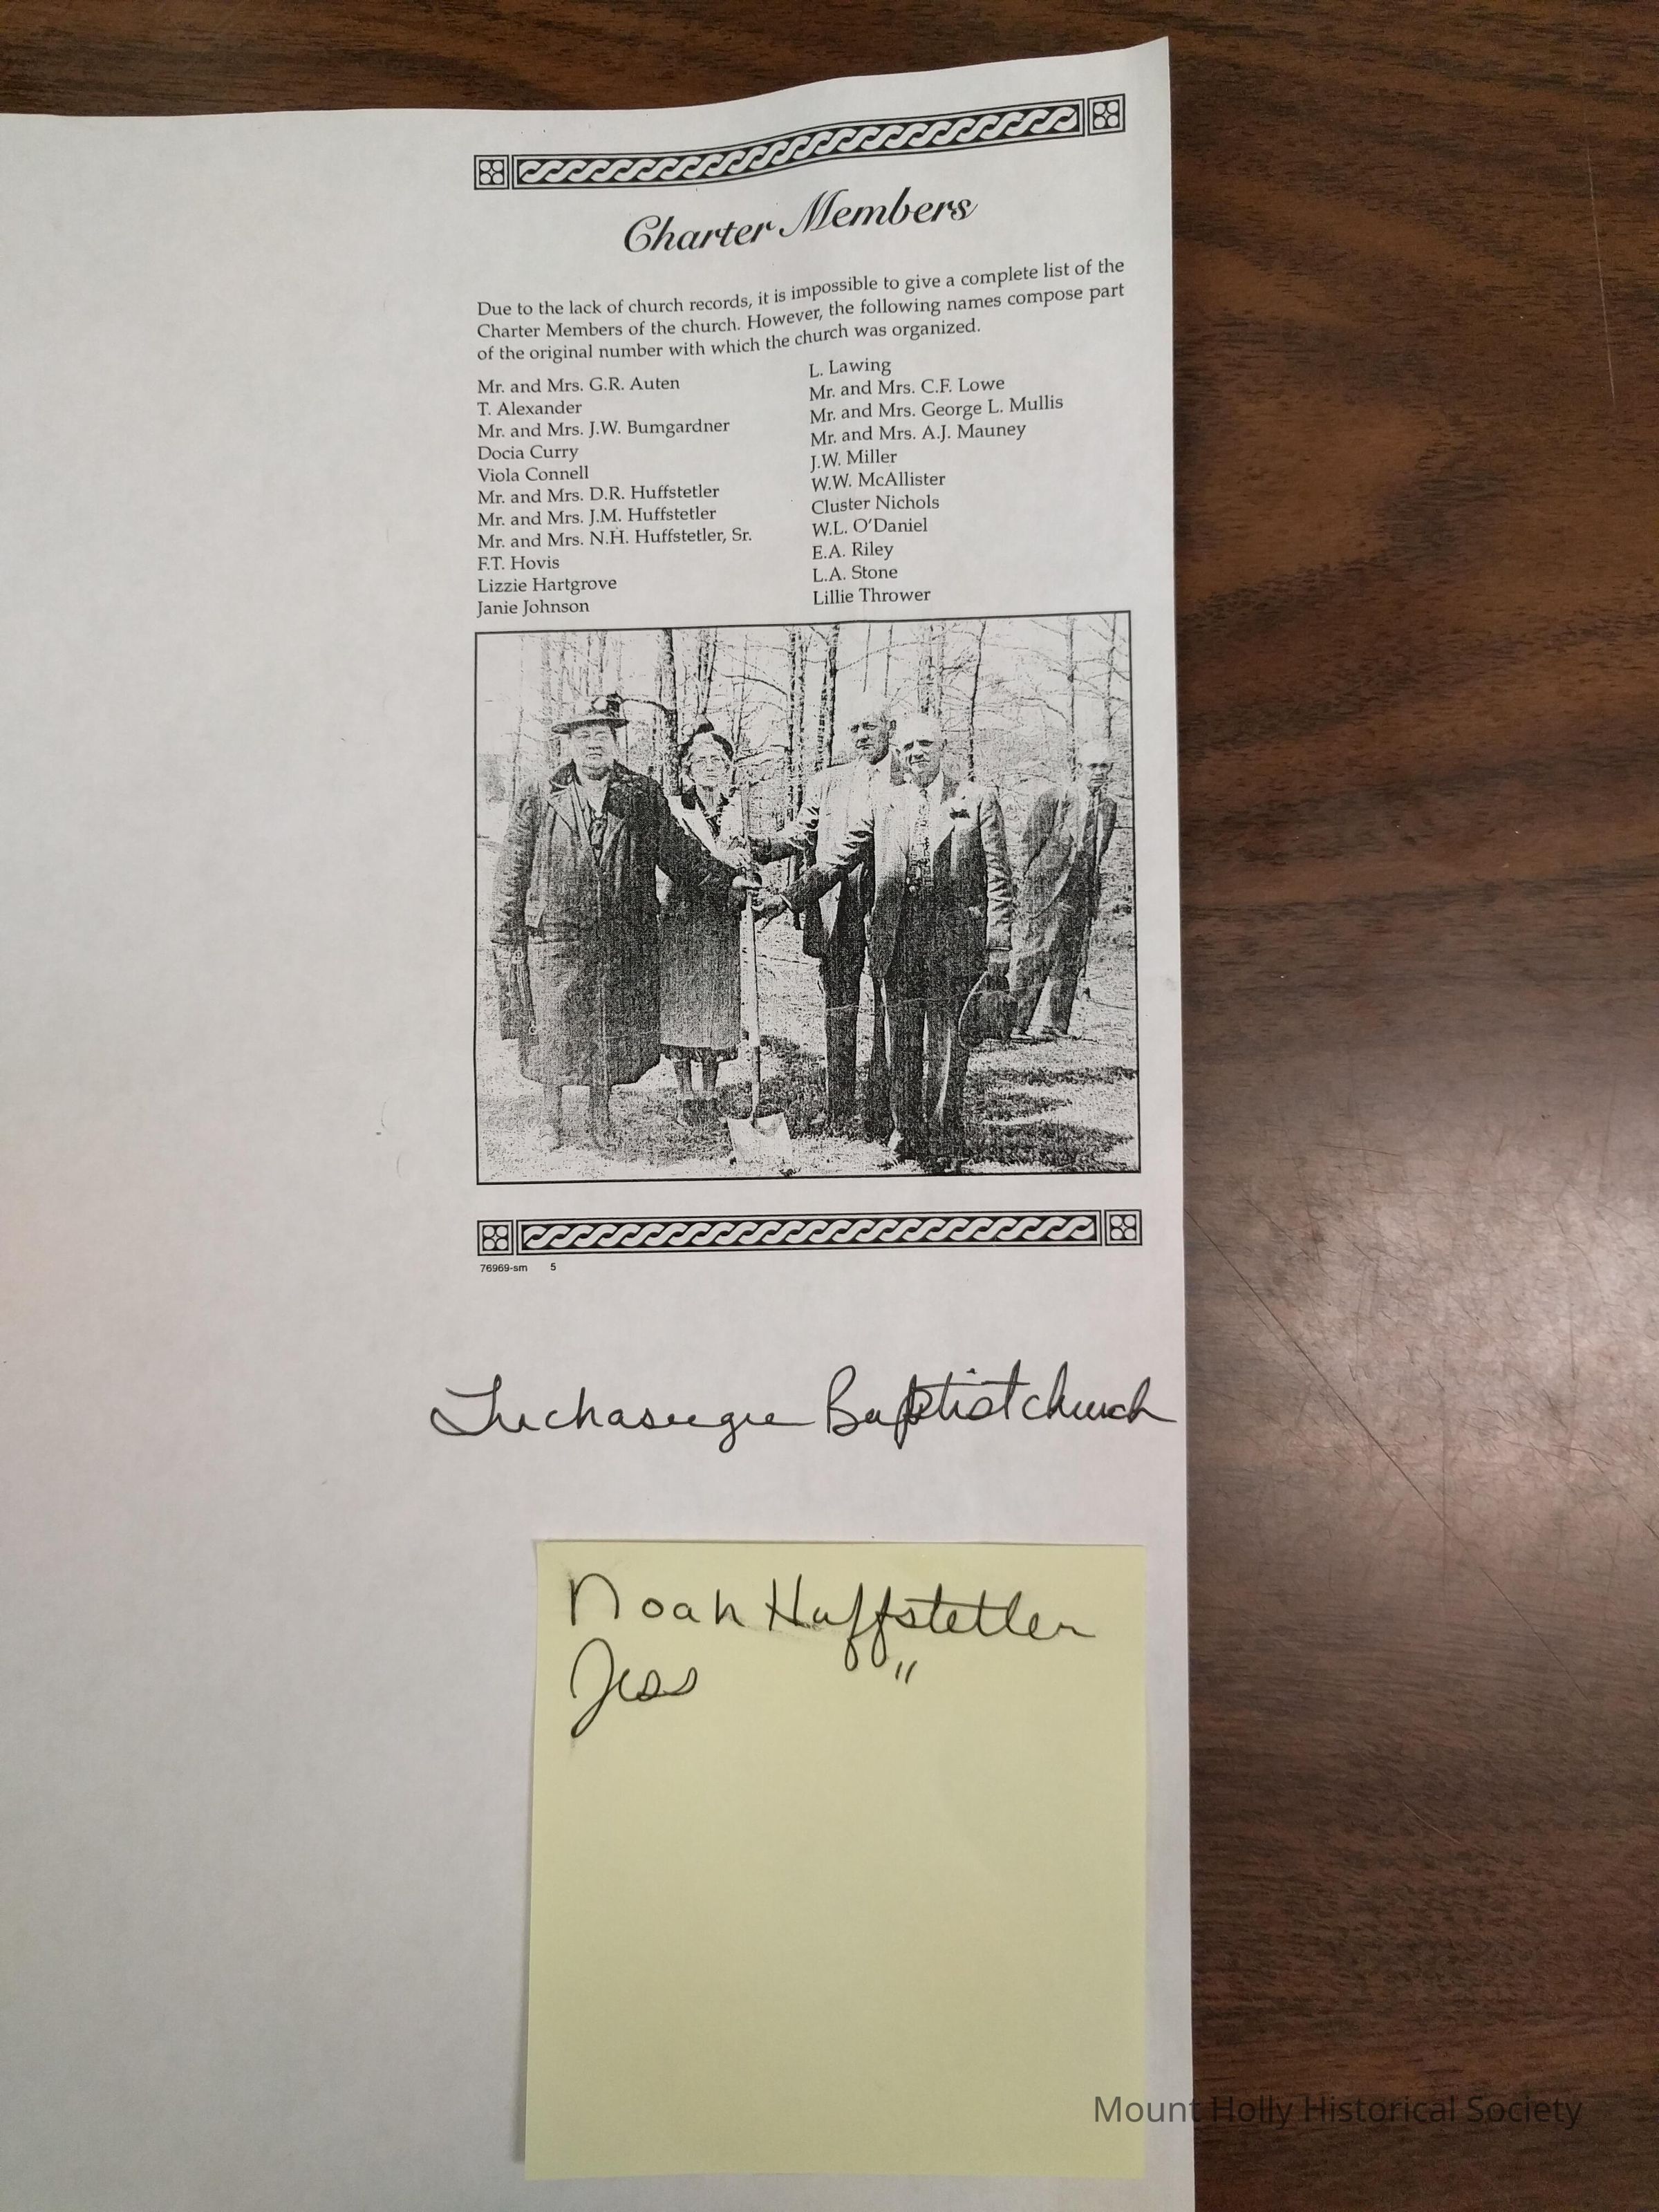 Charter Members
Due to the lack of church records, it is impossible to give a complete list of the
Charter Members of the church. However, the following names compose part
of the original number with which the church was organized.
Mr. and Mrs. G.R. Auten
T. Alexander
Mr. and Mrs. J.W. Bumgardner
Docia Curry
Viola Connell
Mr. and Mrs. D.R. Huffstetler
Mr. and Mrs. J.M. Huffstetler
Mr. and Mrs. N.H. Huffstetler, Sr.
F.T. Hovis
Lizzie Hartgrove
Janie Johnson
L. Lawing
Mr. and Mrs. C.F. Lowe
Mr. and Mrs. George L. Mullis
Mr. and Mrs. A.J. Mauney
J.W. Miller
W.W. McAllister
Cluster Nichols
W.L. O'Daniel
E.A. Riley
L.A. Stone
Lillie Thrower
76969-sm 5
Tuchasegee Baptist church
Noah Huffstetler
Jess "
Mount Holly Historical Society